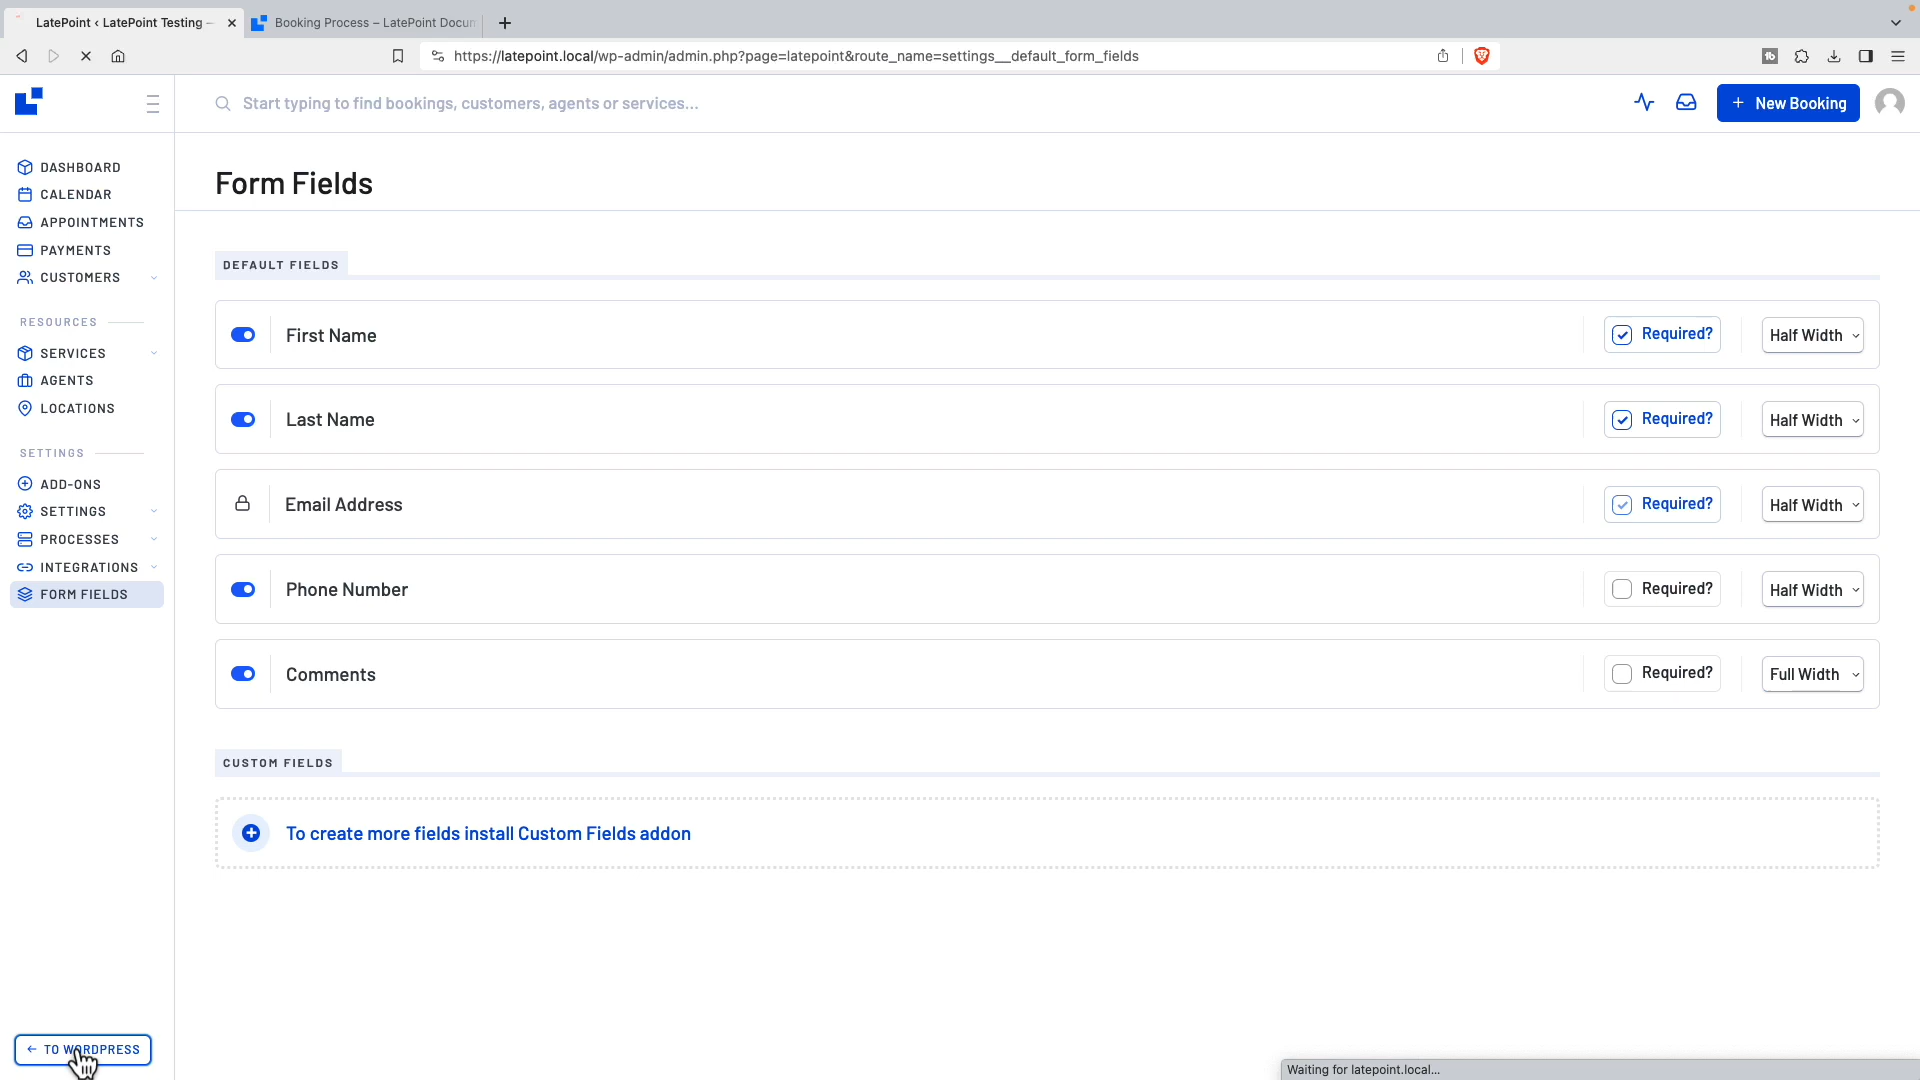 LatePoint ‹ LatePoint Testing –
Booking Process – LatePoint Docum
https://latepoint.local/wp-admin/admin.php?page=latepoint&route_name=settings__default_form_fields
Start typing to find bookings, customers, agents or services...
+ New Booking
DASHBOARD
CALENDAR
APPOINTMENTS
PAYMENTS
CUSTOMERS
RESOURCES
SERVICES
AGENTS
LOCATIONS
SETTINGS
ADD-ONS
SETTINGS
PROCESSES
INTEGRATIONS
FORM FIELDS
← TO WORDPRESS
Form Fields
DEFAULT FIELDS
First Name Required? Half Width
Last Name Required? Half Width
Email Address Required? Half Width
Phone Number Required? Half Width
Comments Required? Full Width
CUSTOM FIELDS
To create more fields install Custom Fields addon
Waiting for latepoint.local...